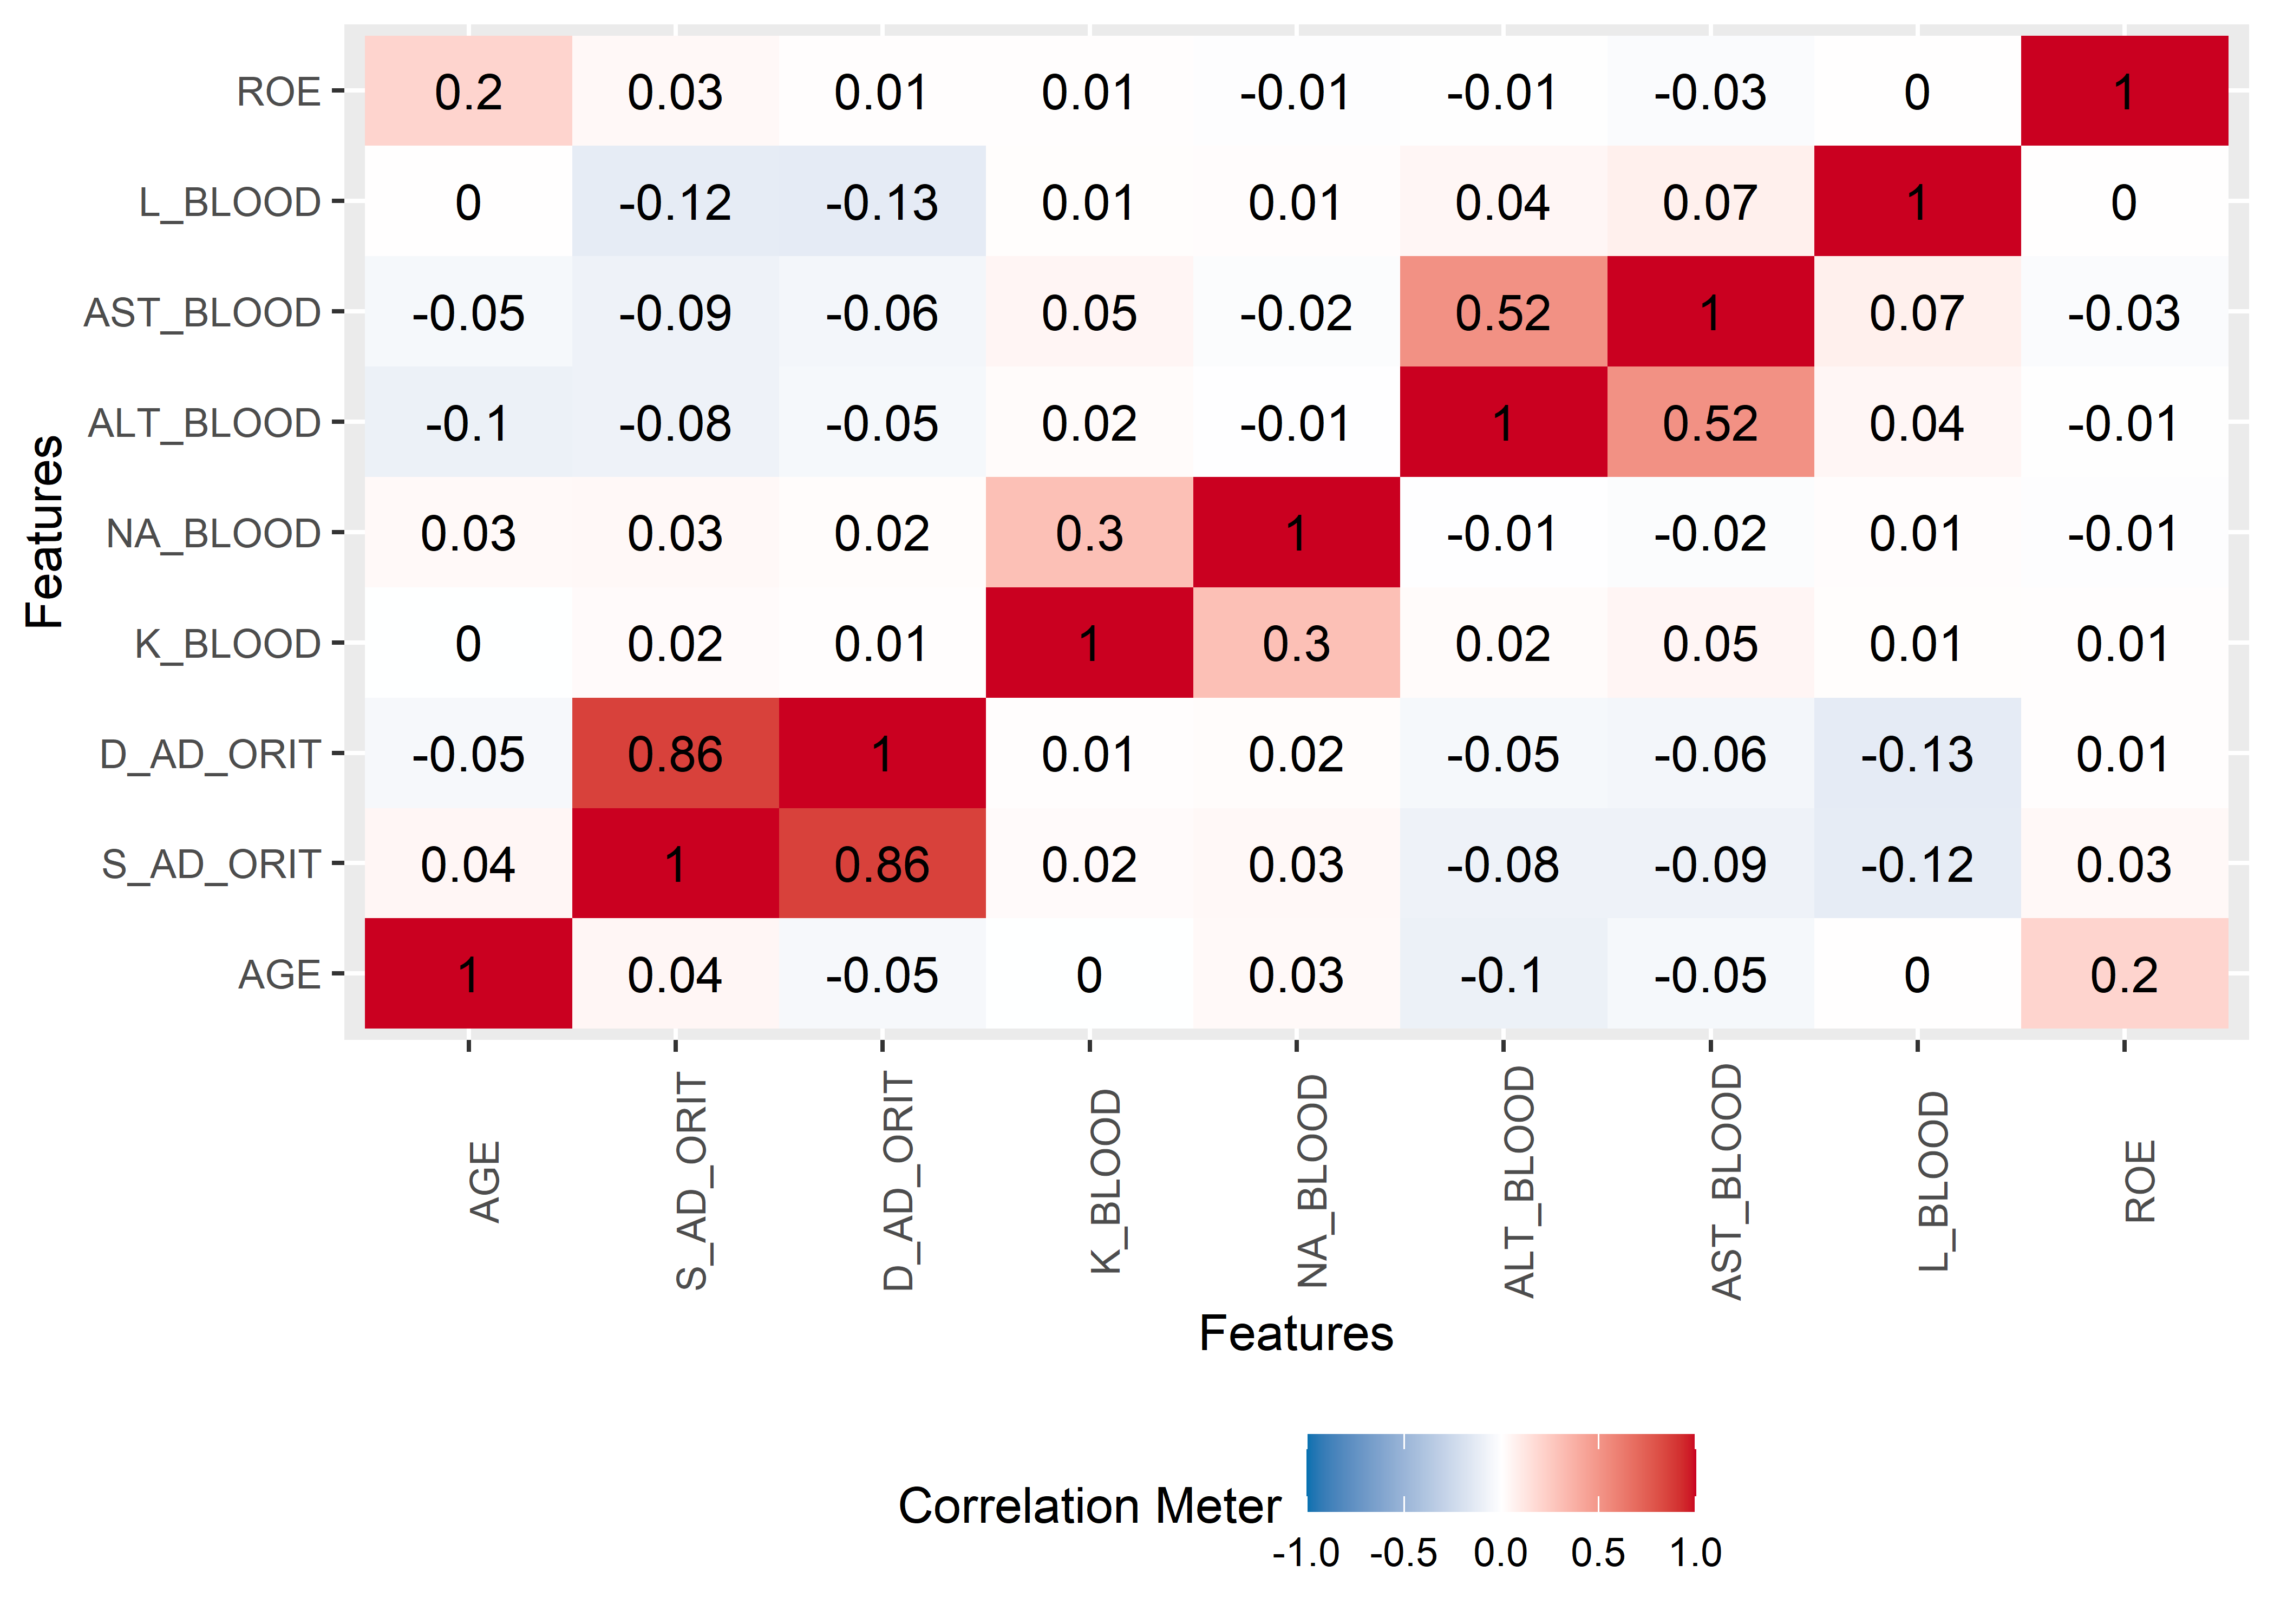 Features
ROE 0.2 0.03 0.01 0.01 -0.01 -0.01 -0.03 0 1
L_BLOOD 0 -0.12 -0.13 0.01 0.01 0.04 0.07 1 0
AST_BLOOD -0.05 -0.09 -0.06 0.05 -0.02 0.52 1 0.07 -0.03
ALT_BLOOD -0.1 -0.08 -0.05 0.02 -0.01 1 0.52 0.04 -0.01
NA_BLOOD 0.03 0.03 0.02 0.3 1 -0.01 -0.02 0.01 -0.01
K_BLOOD 0 0.02 0.01 1 0.3 0.02 0.05 0.01 0.01
D_AD_ORIT -0.05 0.86 1 0.01 0.02 -0.05 -0.06 -0.13 0.01
S_AD_ORIT 0.04 1 0.86 0.02 0.03 -0.08 -0.09 -0.12 0.03
AGE 1 0.04 -0.05 0 0.03 -0.1 -0.05 0 0.2
AGE S_AD_ORIT D_AD_ORIT K_BLOOD NA_BLOOD ALT_BLOOD AST_BLOOD L_BLOOD ROE
Features
Correlation Meter
-1.0 -0.5 0.0 0.5 1.0